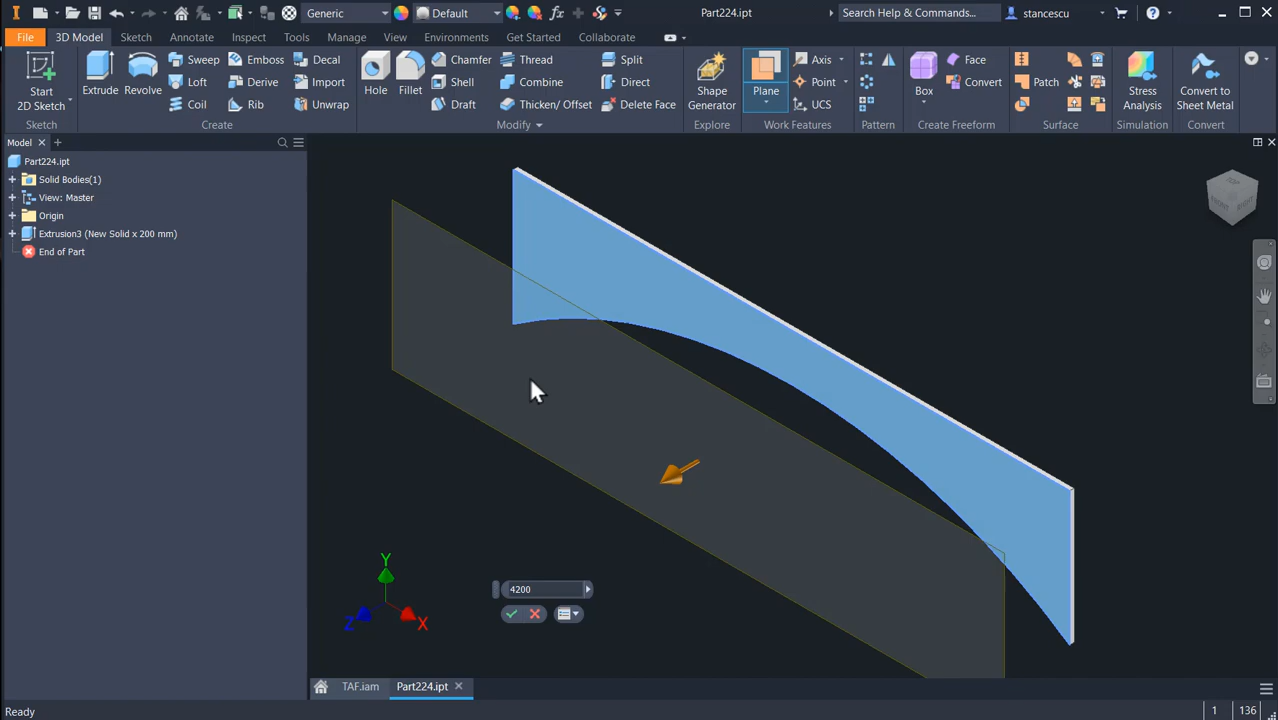 Generic
Default
Part224.ipt
Search Help & Commands...
stancescu
File
3D Model
Sketch
Annotate
Inspect
Tools
Manage
View
Environments
Get Started
Collaborate
Start
2D Sketch
Sketch
Extrude
Revolve
Sweep
Loft
Coil
Emboss
Derive
Rib
Decal
Import
Unwrap
Create
Hole
Fillet
Chamfer
Shell
Draft
Thread
Combine
Thicken/ Offset
Split
Direct
Delete Face
Modify
Shape
Generator
Explore
Plane
Axis
Point
UCS
Work Features
Pattern
Box
Face
Convert
Create Freeform
Patch
Surface
Stress
Analysis
Simulation
Convert to
Sheet Metal
Convert
Model
Part224.ipt
Solid Bodies(1)
View: Master
Origin
Extrusion3 (New Solid x 200 mm)
End of Part
FRONT
RIGHT
Y
Z
X
4200
TAF.iam
Part224.ipt
Ready
1
136